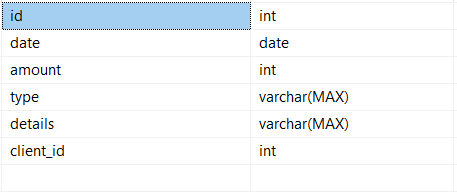 id int
date date
amount int
type varchar(MAX)
details varchar(MAX)
client_id int